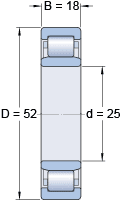 B = 18
D = 52
d = 25